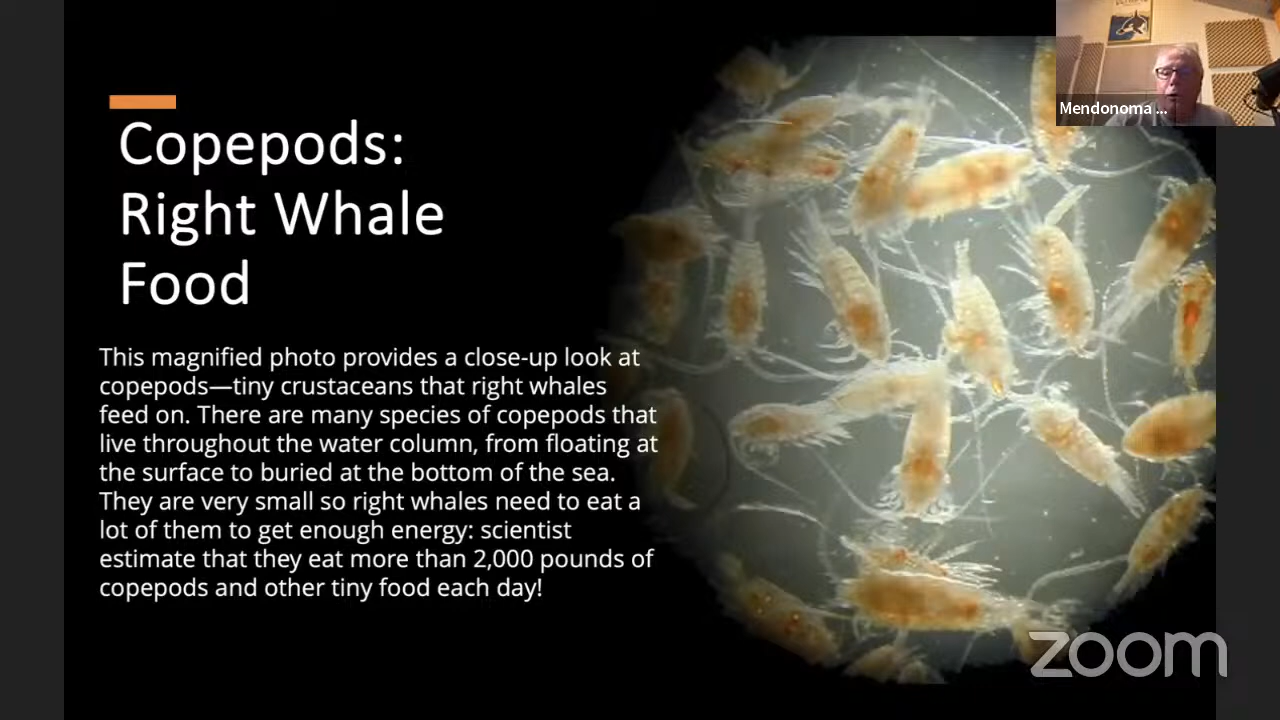 Copepods:
Right Whale
Food
This magnified photo provides a close-up look at
copepods—tiny crustaceans that right whales
feed on. There are many species of copepods that
live throughout the water column, from floating at
the surface to buried at the bottom of the sea.
They are very small so right whales need to eat a
lot of them to get enough energy: scientist
estimate that they eat more than 2,000 pounds of
copepods and other tiny food each day!
Mendonoma ...
zoom